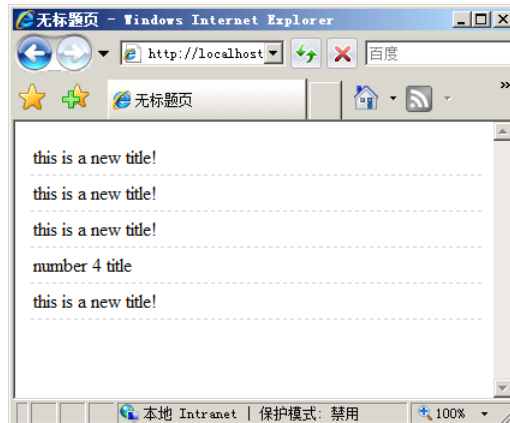 无标题页 - Windows Internet Explorer
http://localhost
百度
无标题页
»
this is a new title!
this is a new title!
this is a new title!
number 4 title
this is a new title!
本地 Intranet | 保护模式: 禁用
100%